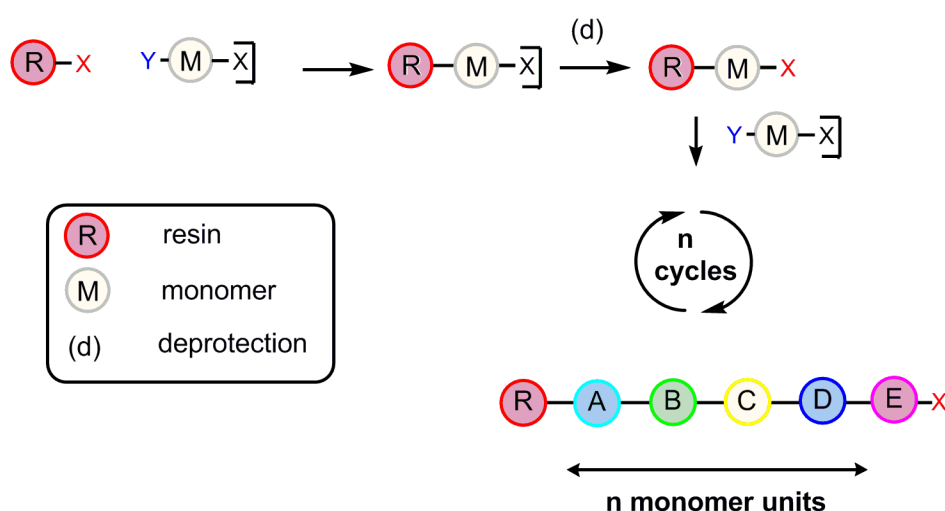 (d)
R X Y M X R M X R M X
Y M X
R resin
n
cycles
M monomer
(d) deprotection
R A B C D E X
n monomer units